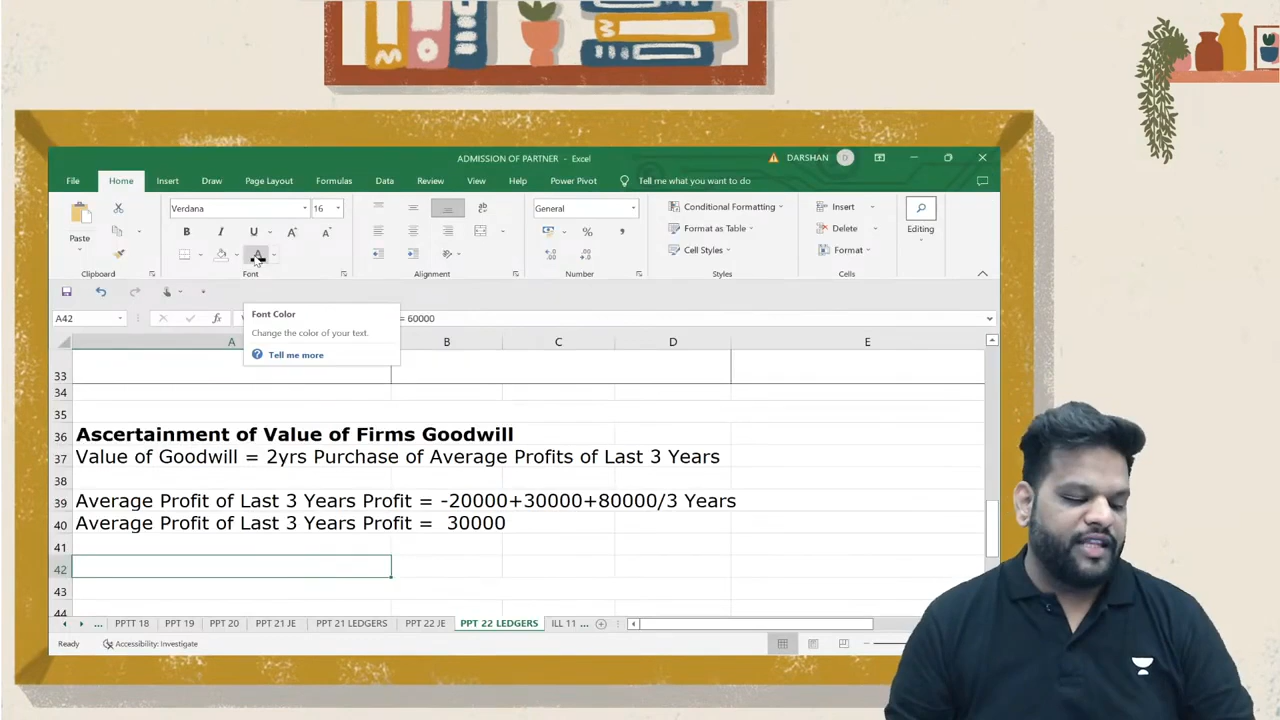 ADMISSION OF PARTNER - Excel
DARSHAN
D
File
Home
Insert
Draw
Page Layout
Formulas
Data
Review
View
Help
Power Pivot
Tell me what you want to do
Paste
Clipboard
Verdana
16
B
I
U
A
A
A
Font
Alignment
General
%
Number
Conditional Formatting
Format as Table
Cell Styles
Styles
Insert
Delete
Format
Cells
Editing
A42
fx
= 60000
Font Color
Change the color of your text.
Tell me more
A
B
C
D
E
33
34
35
36 Ascertainment of Value of Firms Goodwill
37 Value of Goodwill = 2yrs Purchase of Average Profits of Last 3 Years
38
39 Average Profit of Last 3 Years Profit = -20000+30000+80000/3 Years
40 Average Profit of Last 3 Years Profit = 30000
41
42
43
44
... PPTT 18 PPT 19 PPT 20 PPT 21 JE PPT 21 LEDGERS PPT 22 JE PPT 22 LEDGERS ILL 11 ...
Ready
Accessibility: Investigate